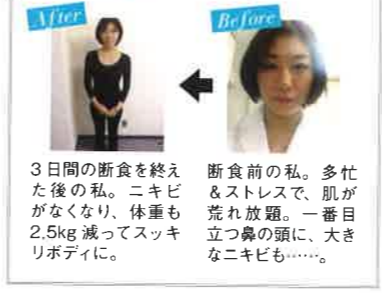 After
Before
3日間の断食を終え
た後の私。ニキビ
がなくなり、体重も
2.5kg 減ってスッキ
リボディに。
断食前の私。多忙
&ストレスで、肌が
荒れ放題。一番目
立つ鼻の頭に、大き
なニキビも……。